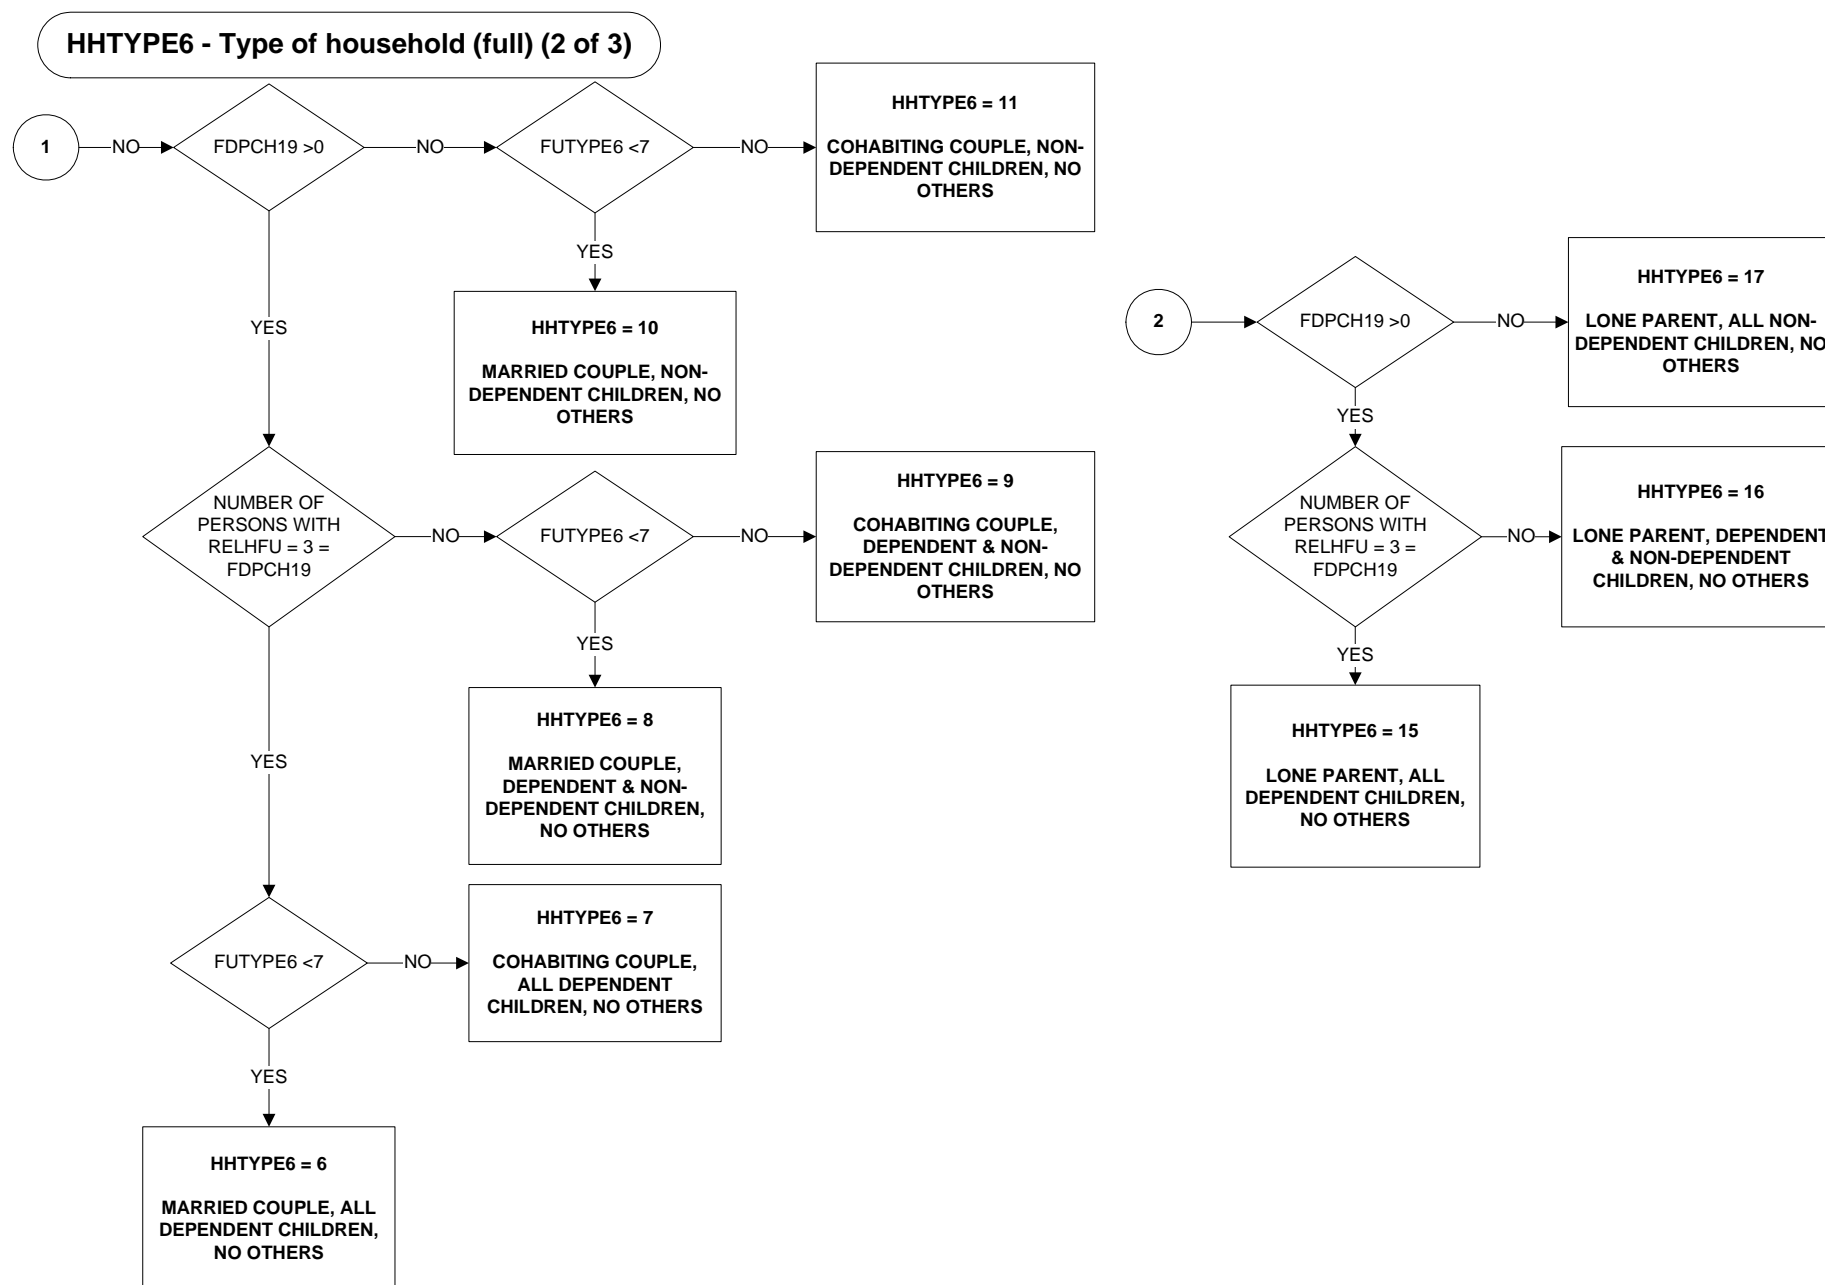 HHTYPE6 - Type of household (full) (2 of 3)
1
NO
FDPCH19 >0
NO
FUTYPE6 <7
NO
HHTYPE6 = 11
COHABITING COUPLE, NON-
DEPENDENT CHILDREN, NO
OTHERS
YES
HHTYPE6 = 10
MARRIED COUPLE, NON-
DEPENDENT CHILDREN, NO
OTHERS
YES
NUMBER OF
PERSONS WITH
RELHFU = 3 =
FDPCH19
NO
FUTYPE6 <7
NO
HHTYPE6 = 9
COHABITING COUPLE,
DEPENDENT & NON-
DEPENDENT CHILDREN, NO
OTHERS
YES
HHTYPE6 = 8
MARRIED COUPLE,
DEPENDENT & NON-
DEPENDENT CHILDREN,
NO OTHERS
YES
FUTYPE6 <7
NO
HHTYPE6 = 7
COHABITING COUPLE,
ALL DEPENDENT
CHILDREN, NO OTHERS
YES
HHTYPE6 = 6
MARRIED COUPLE, ALL
DEPENDENT CHILDREN,
NO OTHERS
2
FDPCH19 >0
NO
HHTYPE6 = 17
LONE PARENT, ALL NON-
DEPENDENT CHILDREN, NO
OTHERS
YES
NUMBER OF
PERSONS WITH
RELHFU = 3 =
FDPCH19
NO
HHTYPE6 = 16
LONE PARENT, DEPENDENT
& NON-DEPENDENT
CHILDREN, NO OTHERS
YES
HHTYPE6 = 15
LONE PARENT, ALL
DEPENDENT CHILDREN,
NO OTHERS